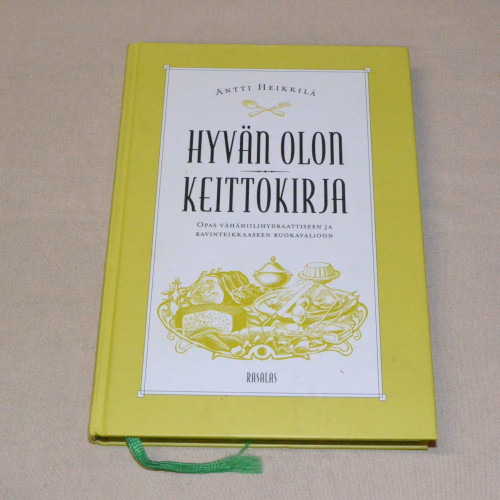 ANTTI HEIKKILÄ
HYVÄN OLON
KEITTOKIRJA
OPAS VÄHÄHIILIHYDRAATTISEEN JA
RAVINTEIKKAASEEN RUOKAVALIOON
RASALAS